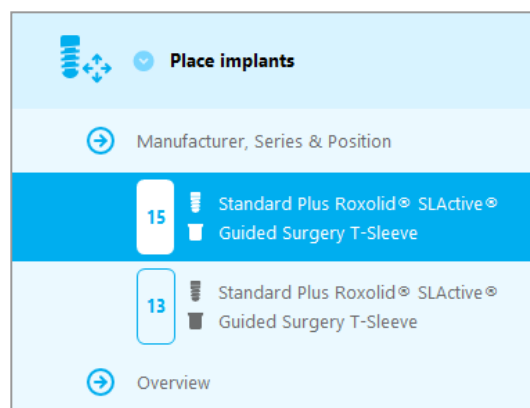 Place implants
Manufacturer, Series & Position
15
Standard Plus Roxolid® SLActive®
Guided Surgery T-Sleeve
13
Standard Plus Roxolid® SLActive®
Guided Surgery T-Sleeve
Overview